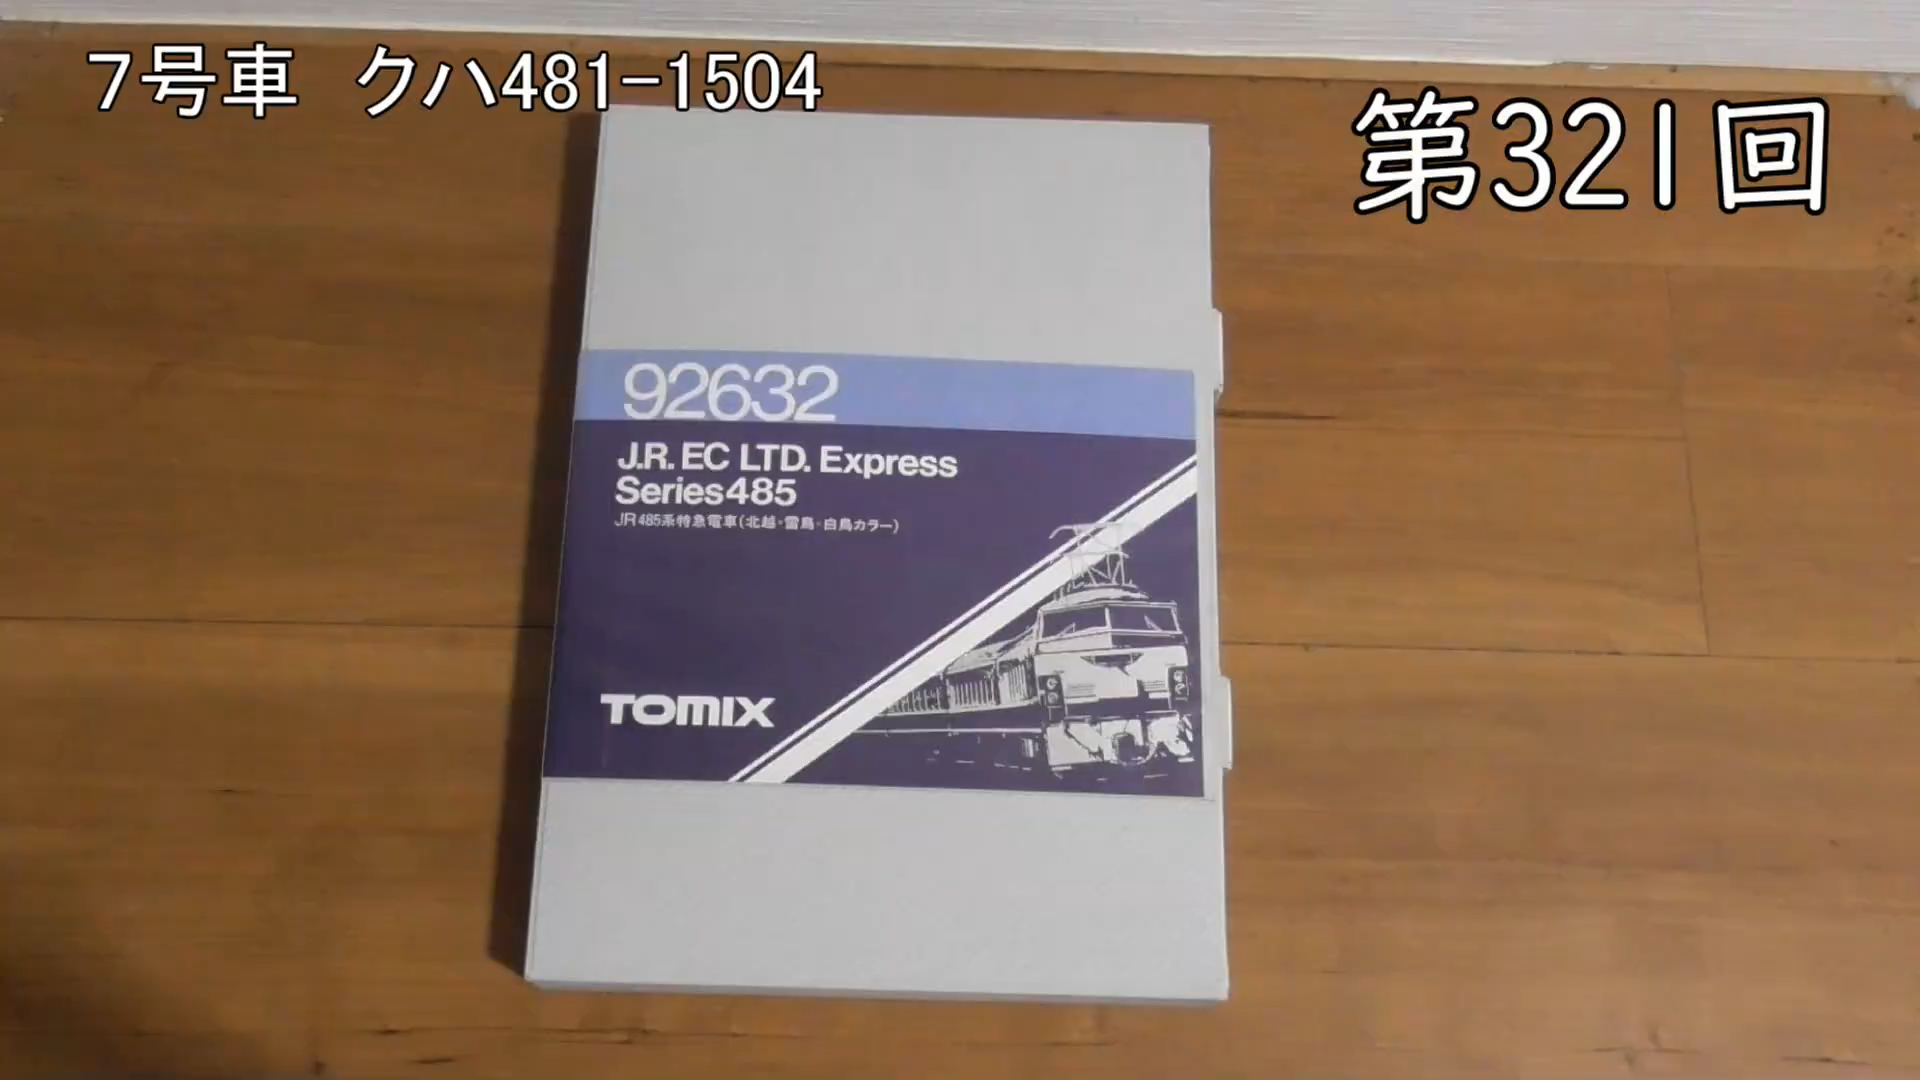 7号車　クハ481-1504
第321回
92632
J.R. EC LTD. Express
Series485
JR485系特急電車(北越・雷鳥・白鳥カラー)
TOMIX